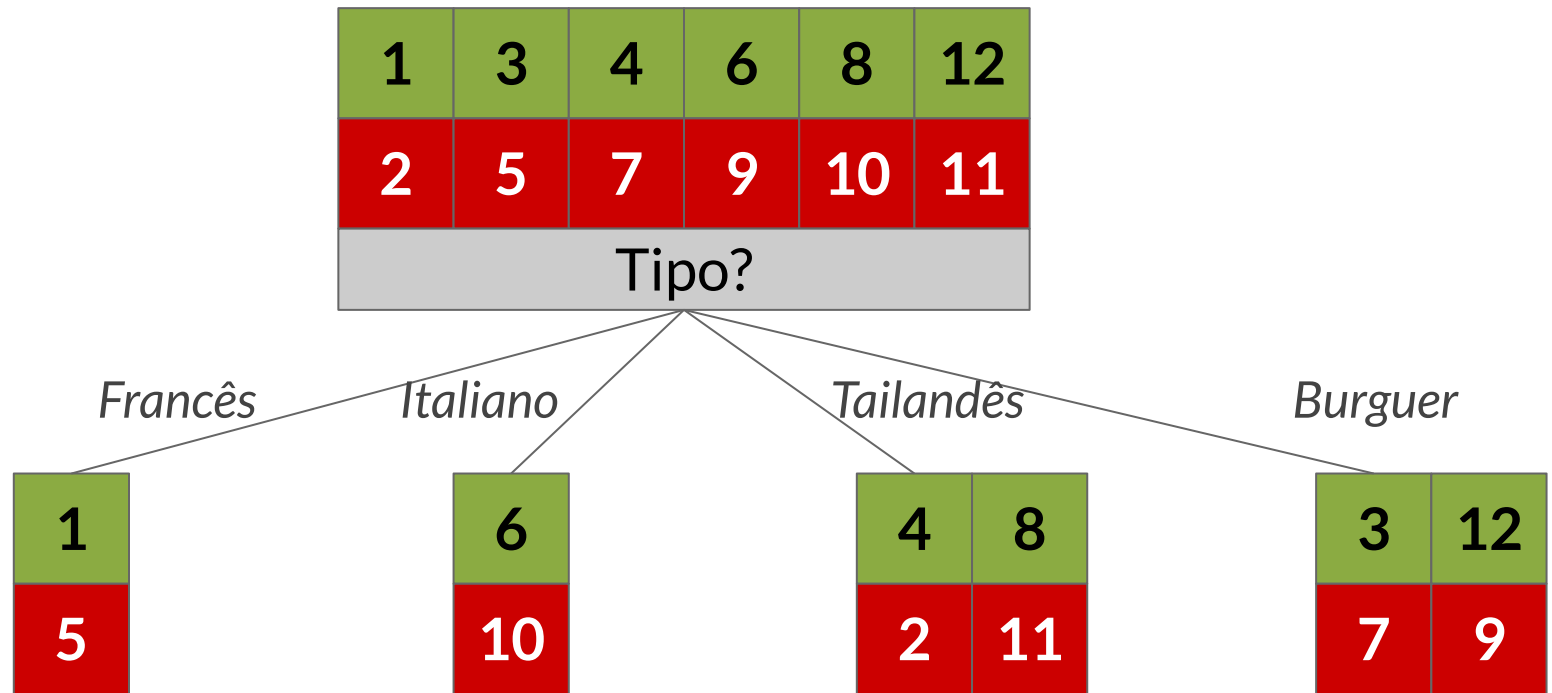 1 3 4 6 8 12
2 5 7 9 10 11
Tipo?
Francês Italiano Tailandês Burguer
1 6 4 8 3 12
5 10 2 11 7 9